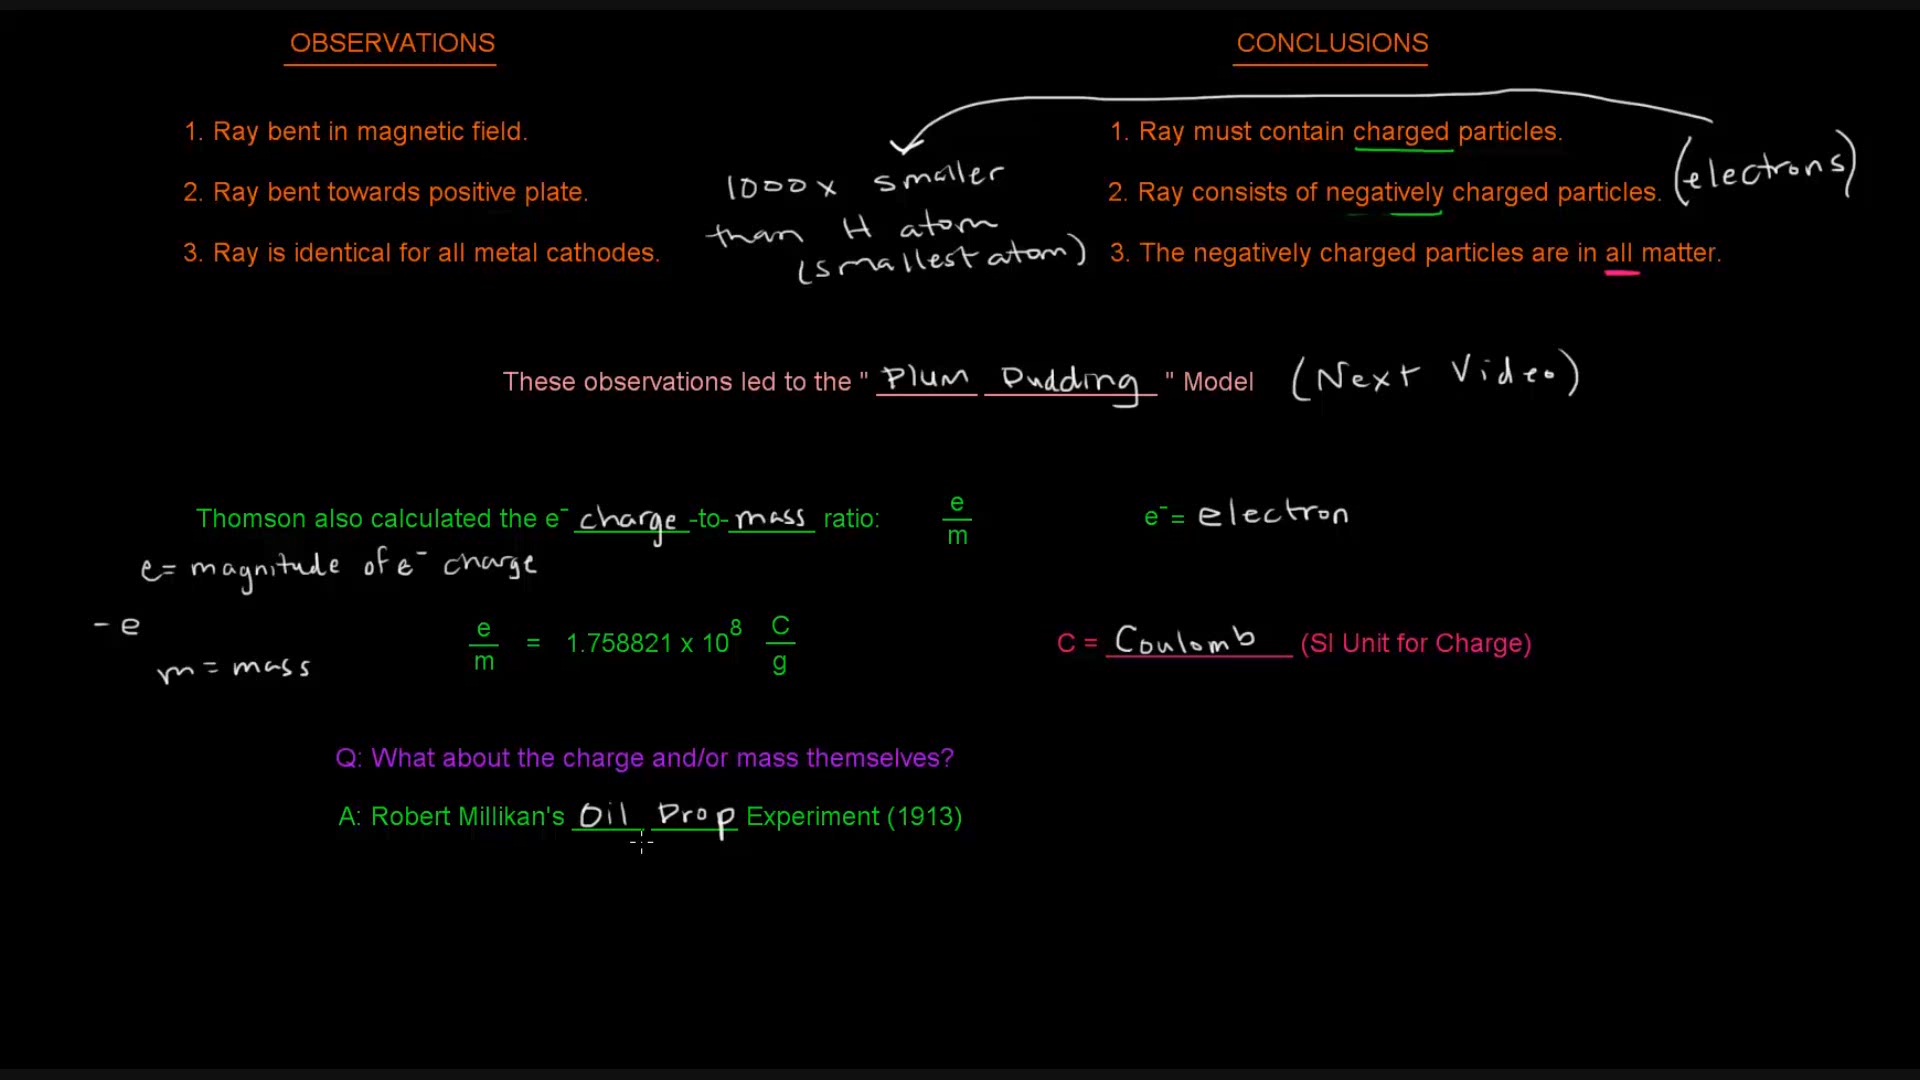 OBSERVATIONS
CONCLUSIONS
1. Ray bent in magnetic field.
2. Ray bent towards positive plate.
3. Ray is identical for all metal cathodes.
1000x smaller
than H atom
(smallest atom)
1. Ray must contain charged particles.
2. Ray consists of negatively charged particles. (electrons)
3. The negatively charged particles are in all matter.
These observations led to the " Plum Pudding " Model (Next Video)
Thomson also calculated the e⁻ charge -to- mass ratio: e/m
e⁻= electron
e= magnitude of e⁻ charge
- e
m = mass
e/m = 1.758821 x 10⁸ C/g
C = Coulomb (SI Unit for Charge)
Q: What about the charge and/or mass themselves?
A: Robert Millikan's Oil Drop Experiment (1913)